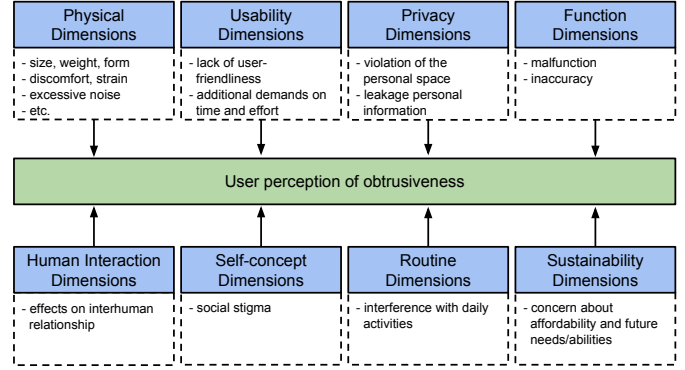 Physical
Dimensions
- size, weight, form
- discomfort, strain
- excessive noise
- etc.
Usability
Dimensions
- lack of user-
friendliness
- additional demands on
time and effort
Privacy
Dimensions
- violation of the
personal space
- leakage personal
information
Function
Dimensions
- malfunction
- inaccuracy
User perception of obtrusiveness
Human Interaction
Dimensions
- effects on interhuman
relationship
Self-concept
Dimensions
- social stigma
Routine
Dimensions
- interference with daily
activities
Sustainability
Dimensions
- concern about
affordability and future
needs/abilities